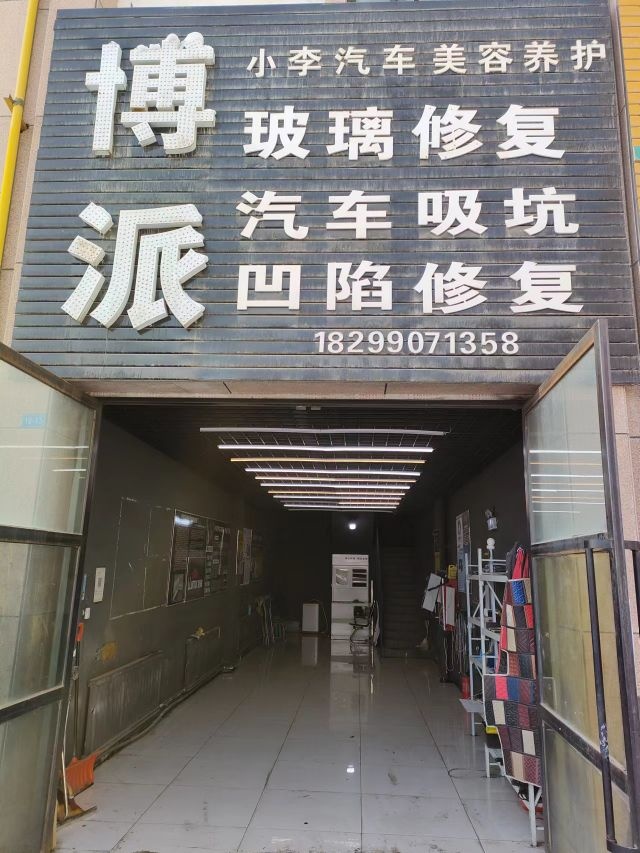 博派
小李汽车美容养护
玻璃修复
汽车吸坑
凹陷修复
18299071358